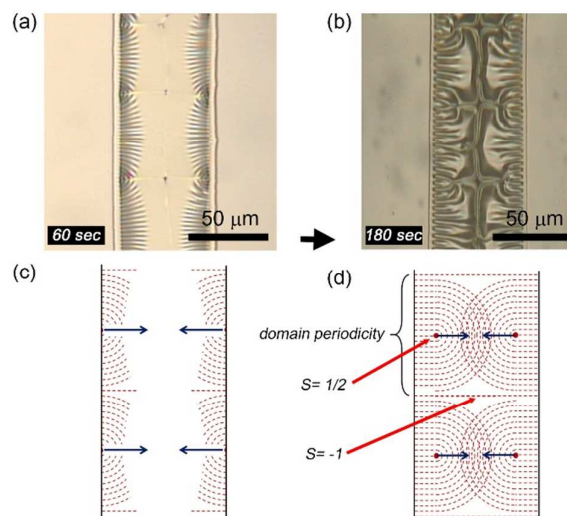 (a)
60 sec
50 μm
(b)
180 sec
50 μm
(c)
(d)
domain periodicity
S= 1/2
S= -1